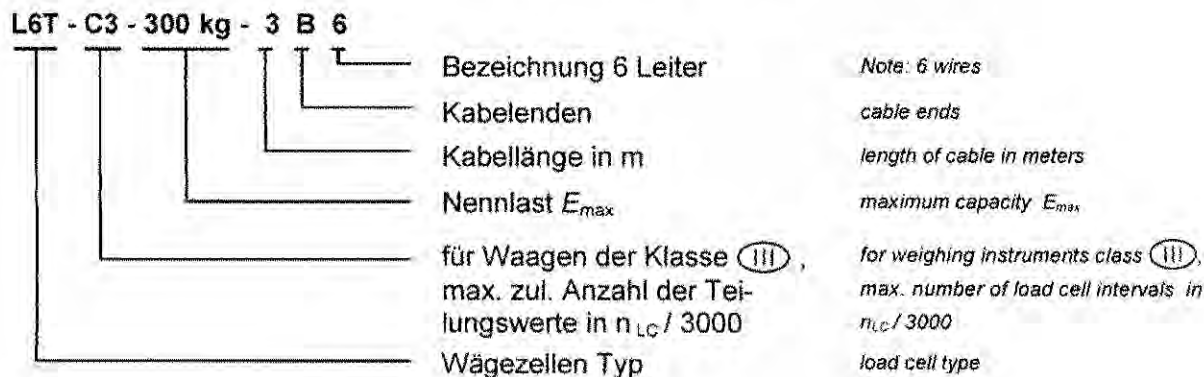 L6T - C3 - 300 kg - 3 B 6
Bezeichnung 6 Leiter Note: 6 wires
Kabelenden cable ends
Kabellänge in m length of cable in meters
Nennlast Emax maximum capacity Emax
für Waagen der Klasse III , for weighing instruments class III,
max. zul. Anzahl der Tei- max. number of load cell intervals in
lungswerte in n LC / 3000 nLC / 3000
Wägezellen Typ load cell type